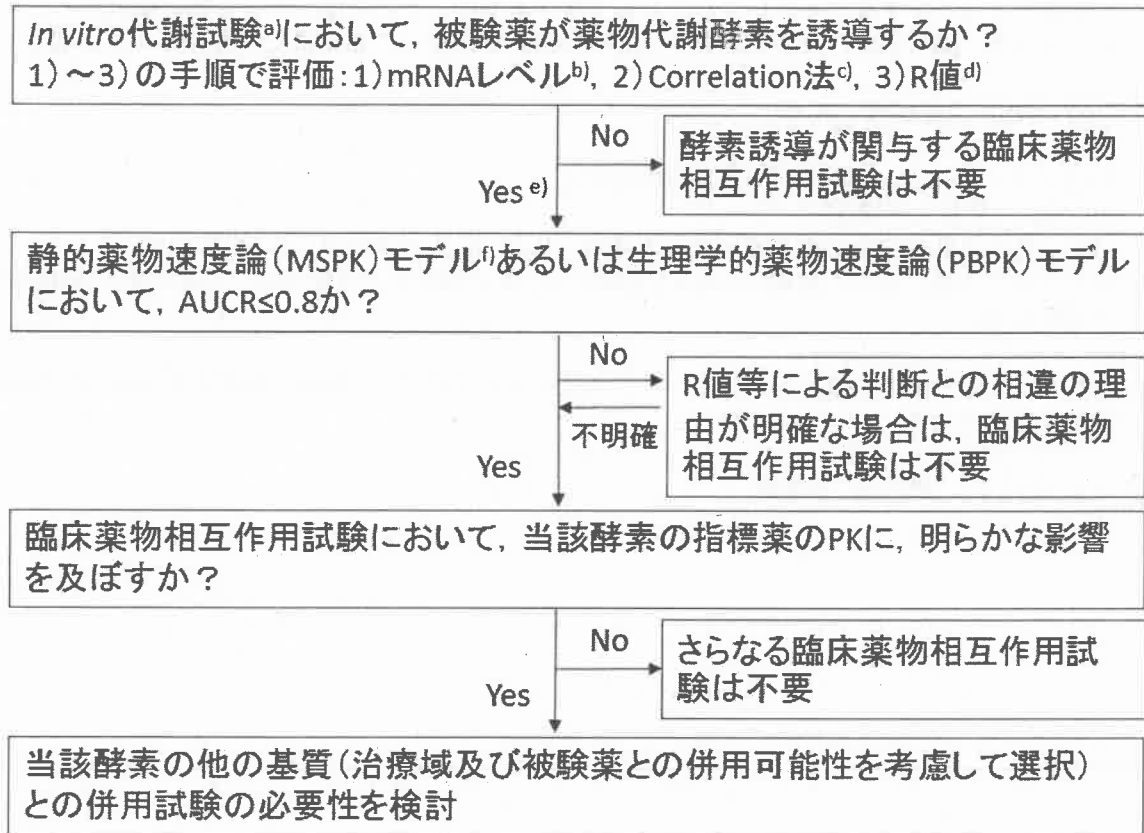 In vitro代謝試験a)において, 被験薬が薬物代謝酵素を誘導するか?
1)~3)の手順で評価:1)mRNAレベルb), 2)Correlation法c), 3)R値d)
No
酵素誘導が関与する臨床薬物
相互作用試験は不要
Yes e)
静的薬物速度論(MSPK)モデルf)あるいは生理学的薬物速度論(PBPK)モデル
において, AUCR≤0.8か?
No
R値等による判断との相違の理
由が明確な場合は, 臨床薬物
相互作用試験は不要
不明確
Yes
臨床薬物相互作用試験において, 当該酵素の指標薬のPKに, 明らかな影響
を及ぼすか?
No
さらなる臨床薬物相互作用試
験は不要
Yes
当該酵素の他の基質(治療域及び被験薬との併用可能性を考慮して選択)
との併用試験の必要性を検討